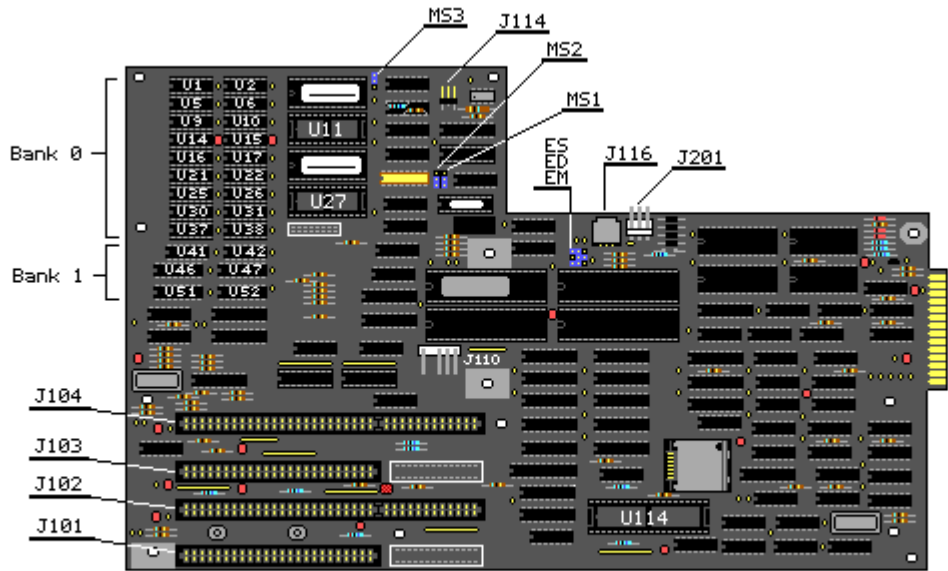 MS3
J114
MS2
MS1
U1 U2
U5 U6
U9 U10
U11
U14 U15
Bank 0
U16 U17
ES
ED
EM
J116
J201
U21 U22
U25 U26
U27
U30 U31
U37 U38
U41 U42
Bank 1
U46 U47
U51 U52
J110
J104
J103
J102
J101
U114